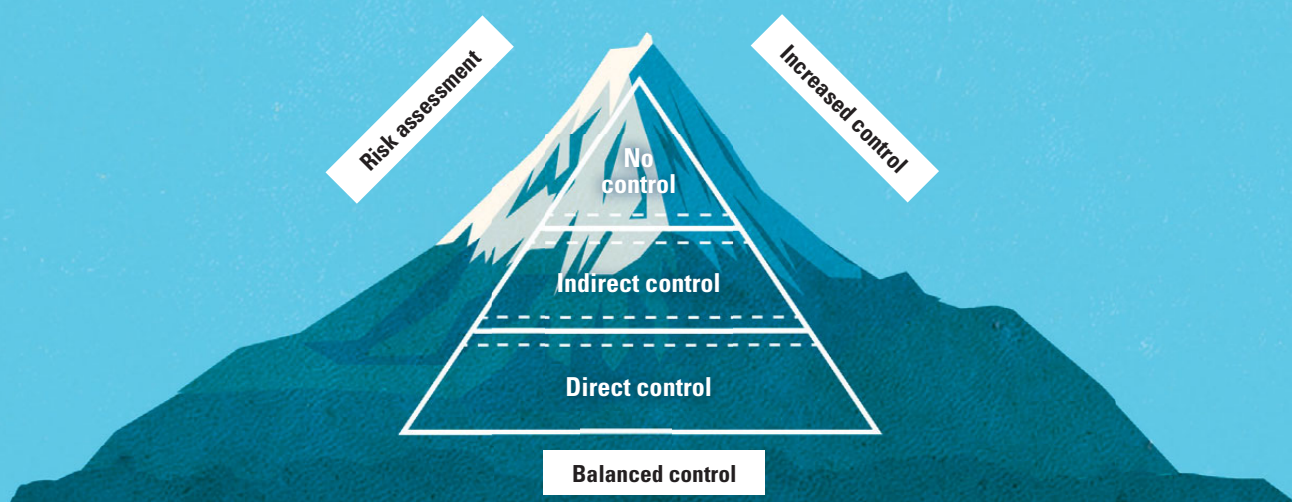 Risk assessment
Increased control
No
control
Indirect control
Direct control
Balanced control